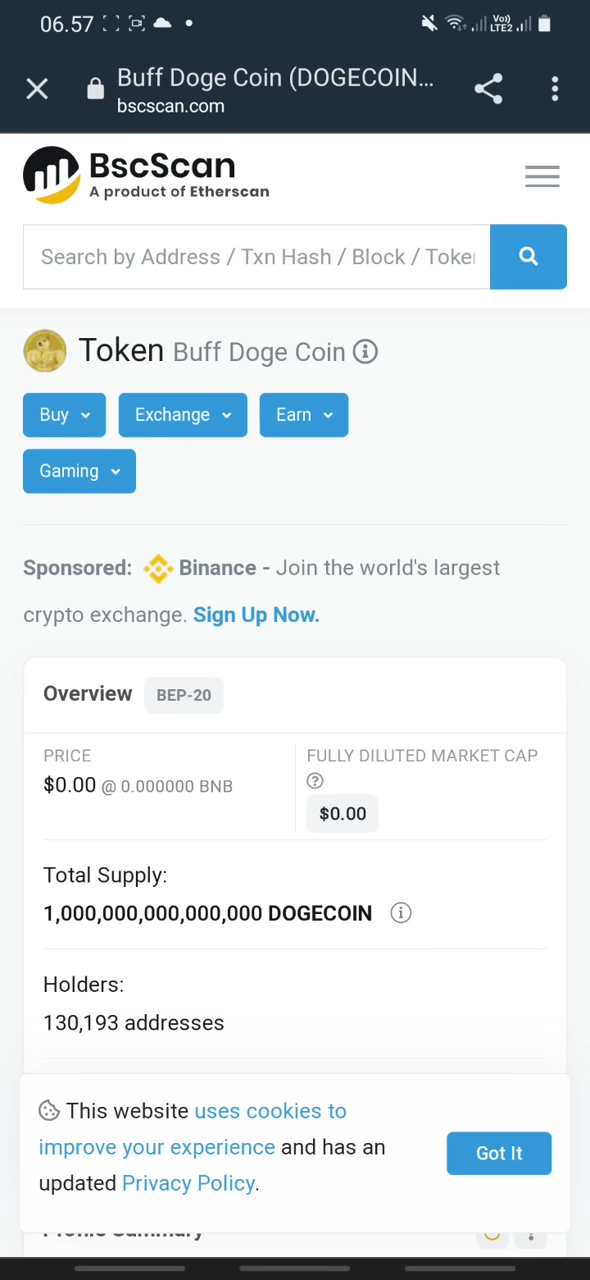 06.57
Vo))
LTE2
Buff Doge Coin (DOGECOIN...
bscscan.com
BscScan
A product of Etherscan
Search by Address / Txn Hash / Block / Toke
Token Buff Doge Coin
Buy
Exchange
Earn
Gaming
Sponsored: Binance - Join the world's largest
crypto exchange. Sign Up Now.
Overview BEP-20
PRICE
$0.00 @ 0.000000 BNB
FULLY DILUTED MARKET CAP
$0.00
Total Supply:
1,000,000,000,000,000 DOGECOIN
Holders:
130,193 addresses
This website uses cookies to
improve your experience and has an
updated Privacy Policy.
Got It
Profile Summary